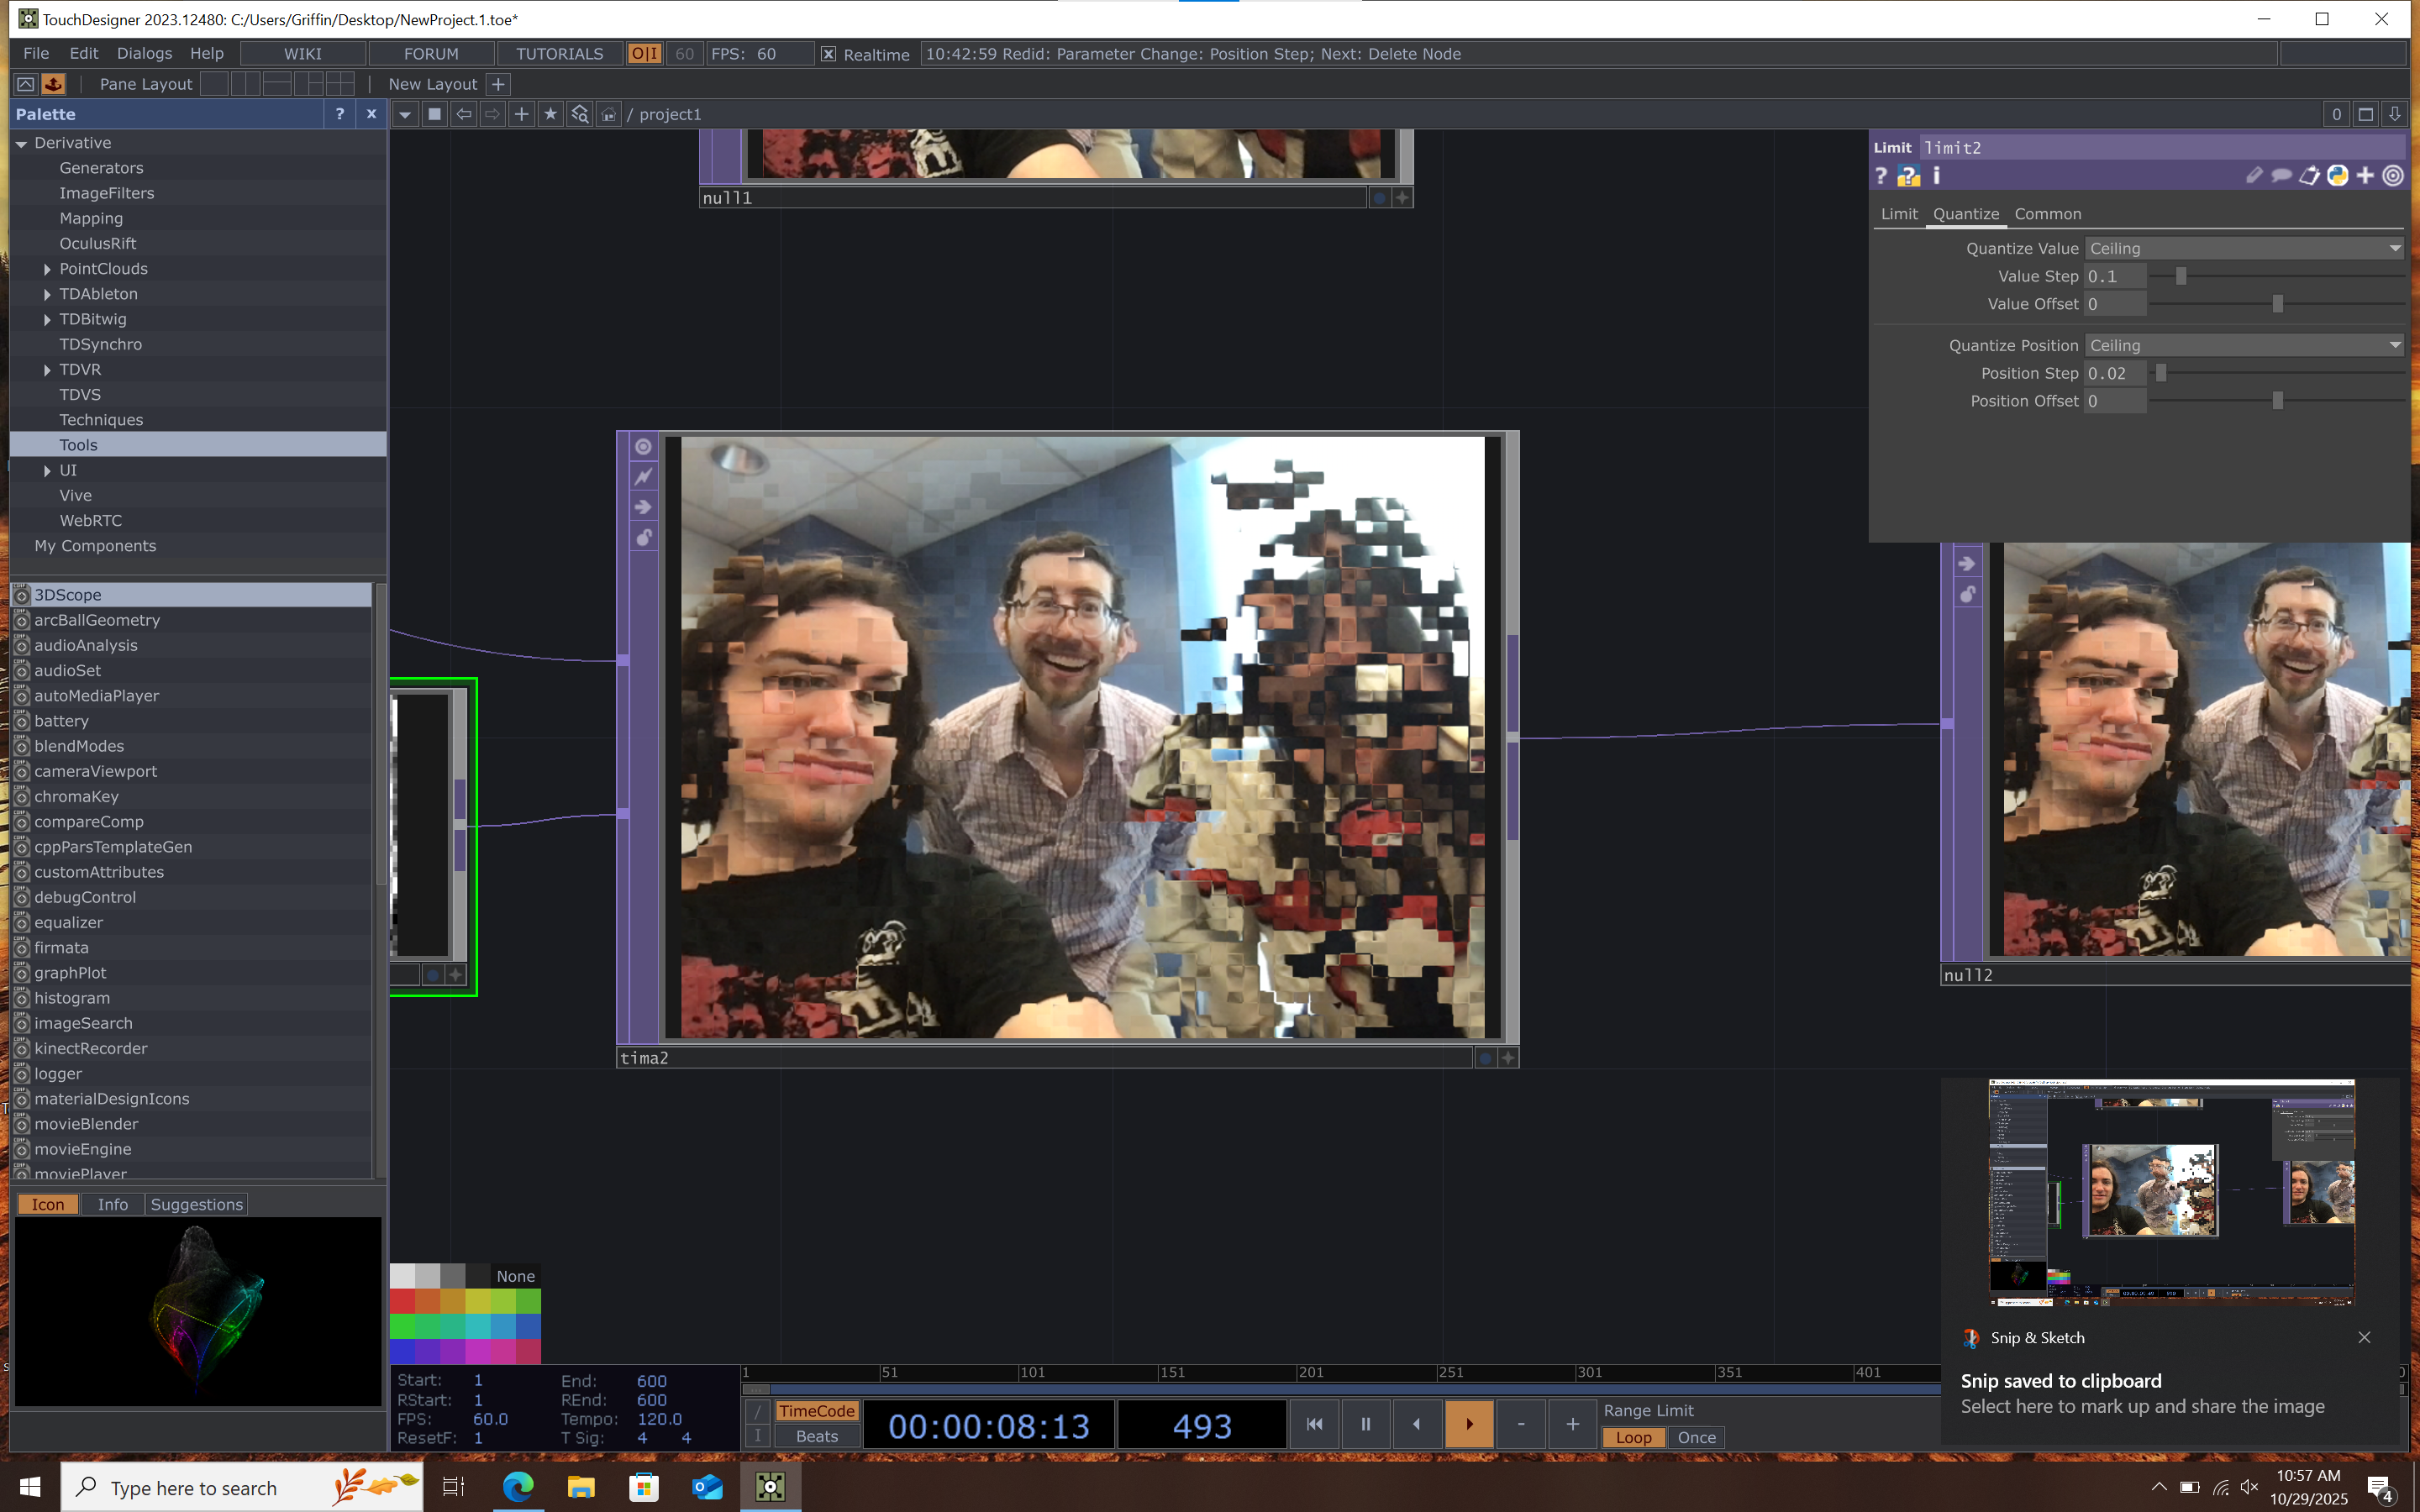 TouchDesigner 2023.12480: C:/Users/Griffin/Desktop/NewProject.1.toe*
File Edit Dialogs Help WIKI FORUM TUTORIALS O|I 60 FPS: 60 Realtime 10:42:59 Redid: Parameter Change: Position Step; Next: Delete Node
Pane Layout New Layout +
Palette ? x / project1 0
Derivative
Generators
ImageFilters
Mapping
OculusRift
PointClouds
TDAbleton
TDBitwig
TDSynchro
TDVR
TDVS
Techniques
Tools
UI
Vive
WebRTC
My Components
3DScope
arcBallGeometry
audioAnalysis
audioSet
autoMediaPlayer
battery
blendModes
cameraViewport
chromaKey
compareComp
cppParsTemplateGen
customAttributes
debugControl
equalizer
firmata
graphPlot
histogram
imageSearch
kinectRecorder
logger
materialDesignIcons
movieBlender
movieEngine
moviePlayer
Icon Info Suggestions
null1
tima2
null2
Limit limit2
Limit Quantize Common
Quantize Value Ceiling
Value Step 0.1
Value Offset 0
Quantize Position Ceiling
Position Step 0.02
Position Offset 0
None
Start: 1 End: 600
RStart: 1 REnd: 600
FPS: 60.0 Tempo: 120.0
ResetF: 1 T Sig: 4 4
1 51 101 151 201 251 301 351 401
TimeCode
Beats
00:00:08:13 493
Range Limit
Loop Once
Snip & Sketch
Snip saved to clipboard
Select here to mark up and share the image
Type here to search
10:57 AM
10/29/2025
4